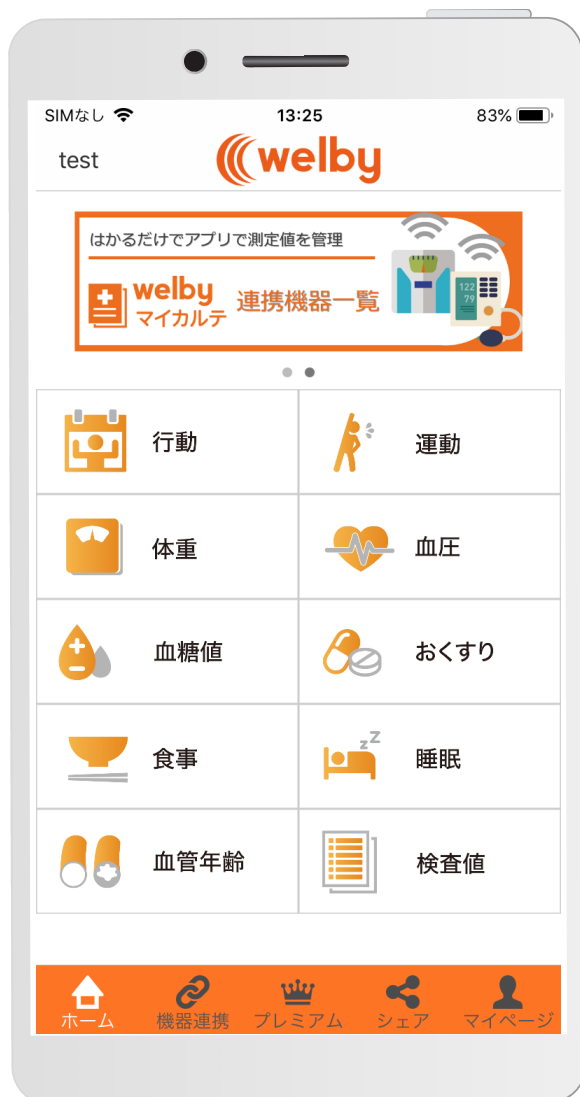 SIMなし 13:25 83%
test welby
はかるだけでアプリで測定値を管理
welby
マイカルテ 連携機器一覧
122
79
行動 運動
体重 血圧
血糖値 おくすり
食事 睡眠
zZ
血管年齢 検査値
ホーム 機器連携 プレミアム シェア マイページ